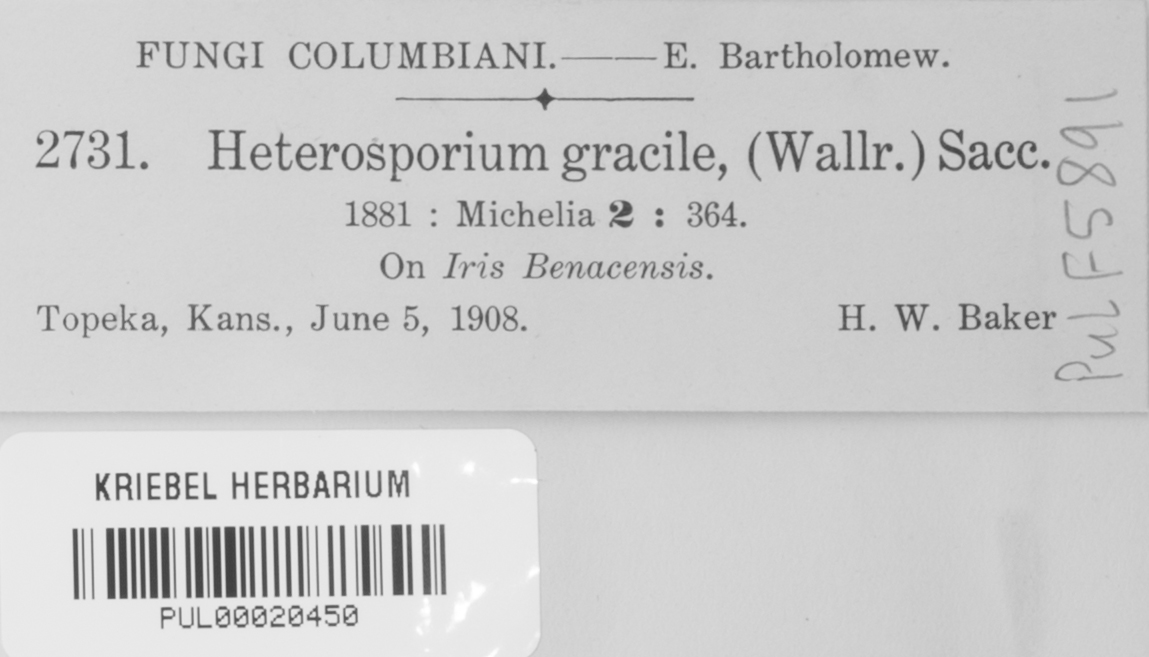 FUNGI COLUMBIANI.——E. Bartholomew.
2731. Heterosporium gracile, (Wallr.) Sacc.
1881 : Michelia 2 : 364.
On Iris Benacensis.
Topeka, Kans., June 5, 1908. H. W. Baker
PUL F5891
KRIEBEL HERBARIUM
PUL00020450